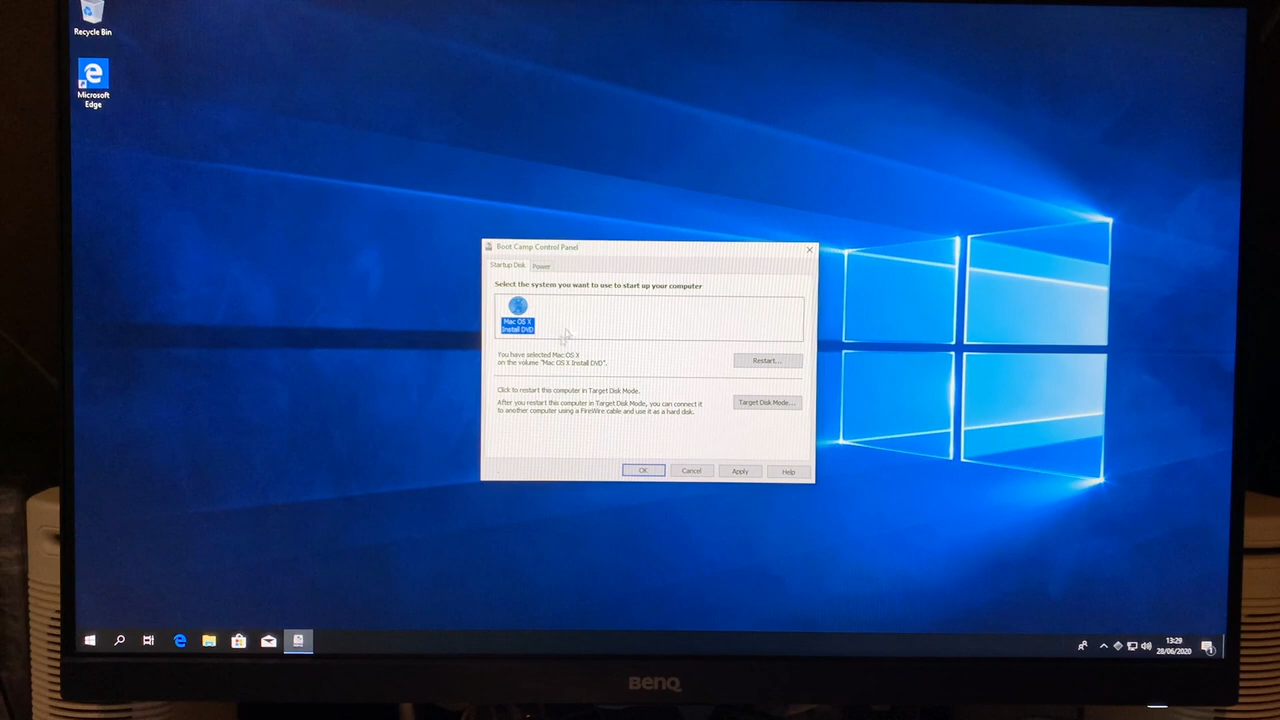 Recycle Bin
Microsoft
Edge
Boot Camp Control Panel
Startup Disk
Power
Select the system you want to use to start up your computer
Mac OS X
Install DVD
You have selected Mac OS X
on the volume "Mac OS X Install DVD".
Restart...
Click to restart this computer in Target Disk Mode.
After you restart this computer in Target Disk Mode, you can connect it
to another computer using a FireWire cable and use it as a hard disk.
Target Disk Mode...
OK
Cancel
Apply
Help
13:29
28/06/2020
1
BenQ